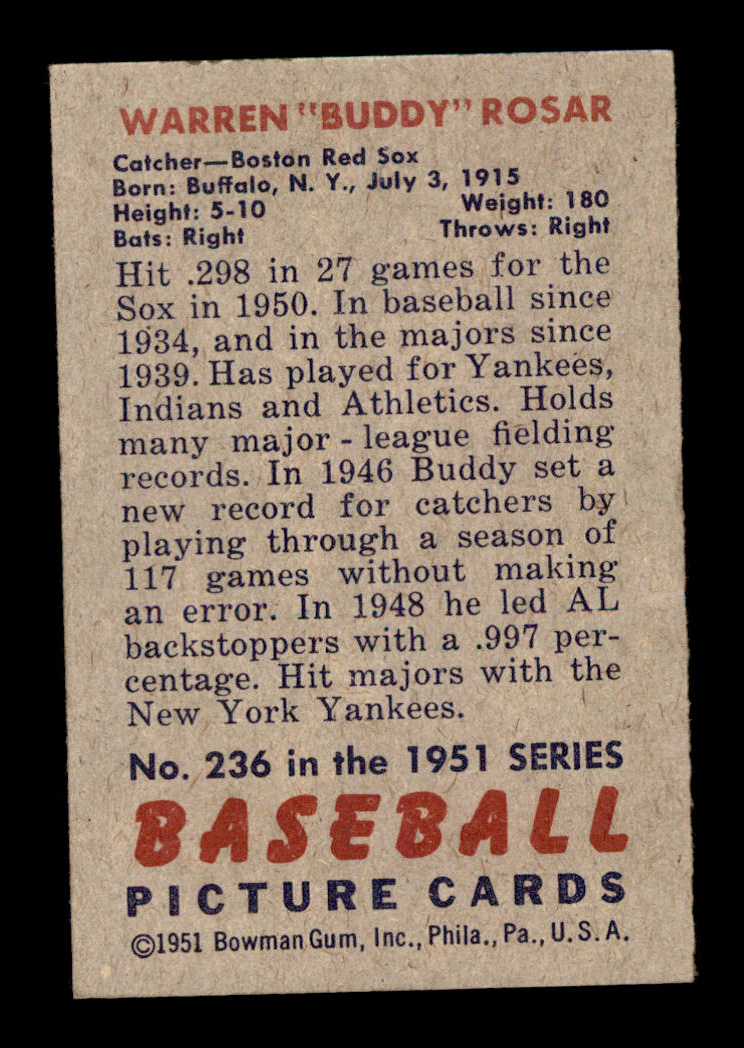 WARREN "BUDDY" ROSAR
Catcher—Boston Red Sox
Born: Buffalo, N. Y., July 3, 1915
Height: 5-10 Weight: 180
Bats: Right Throws: Right
Hit .298 in 27 games for the
Sox in 1950. In baseball since
1934, and in the majors since
1939. Has played for Yankees,
Indians and Athletics. Holds
many major - league fielding
records. In 1946 Buddy set a
new record for catchers by
playing through a season of
117 games without making
an error. In 1948 he led AL
backstoppers with a .997 per-
centage. Hit majors with the
New York Yankees.
No. 236 in the 1951 SERIES
BASEBALL
PICTURE CARDS
©1951 Bowman Gum, Inc., Phila., Pa., U. S. A.